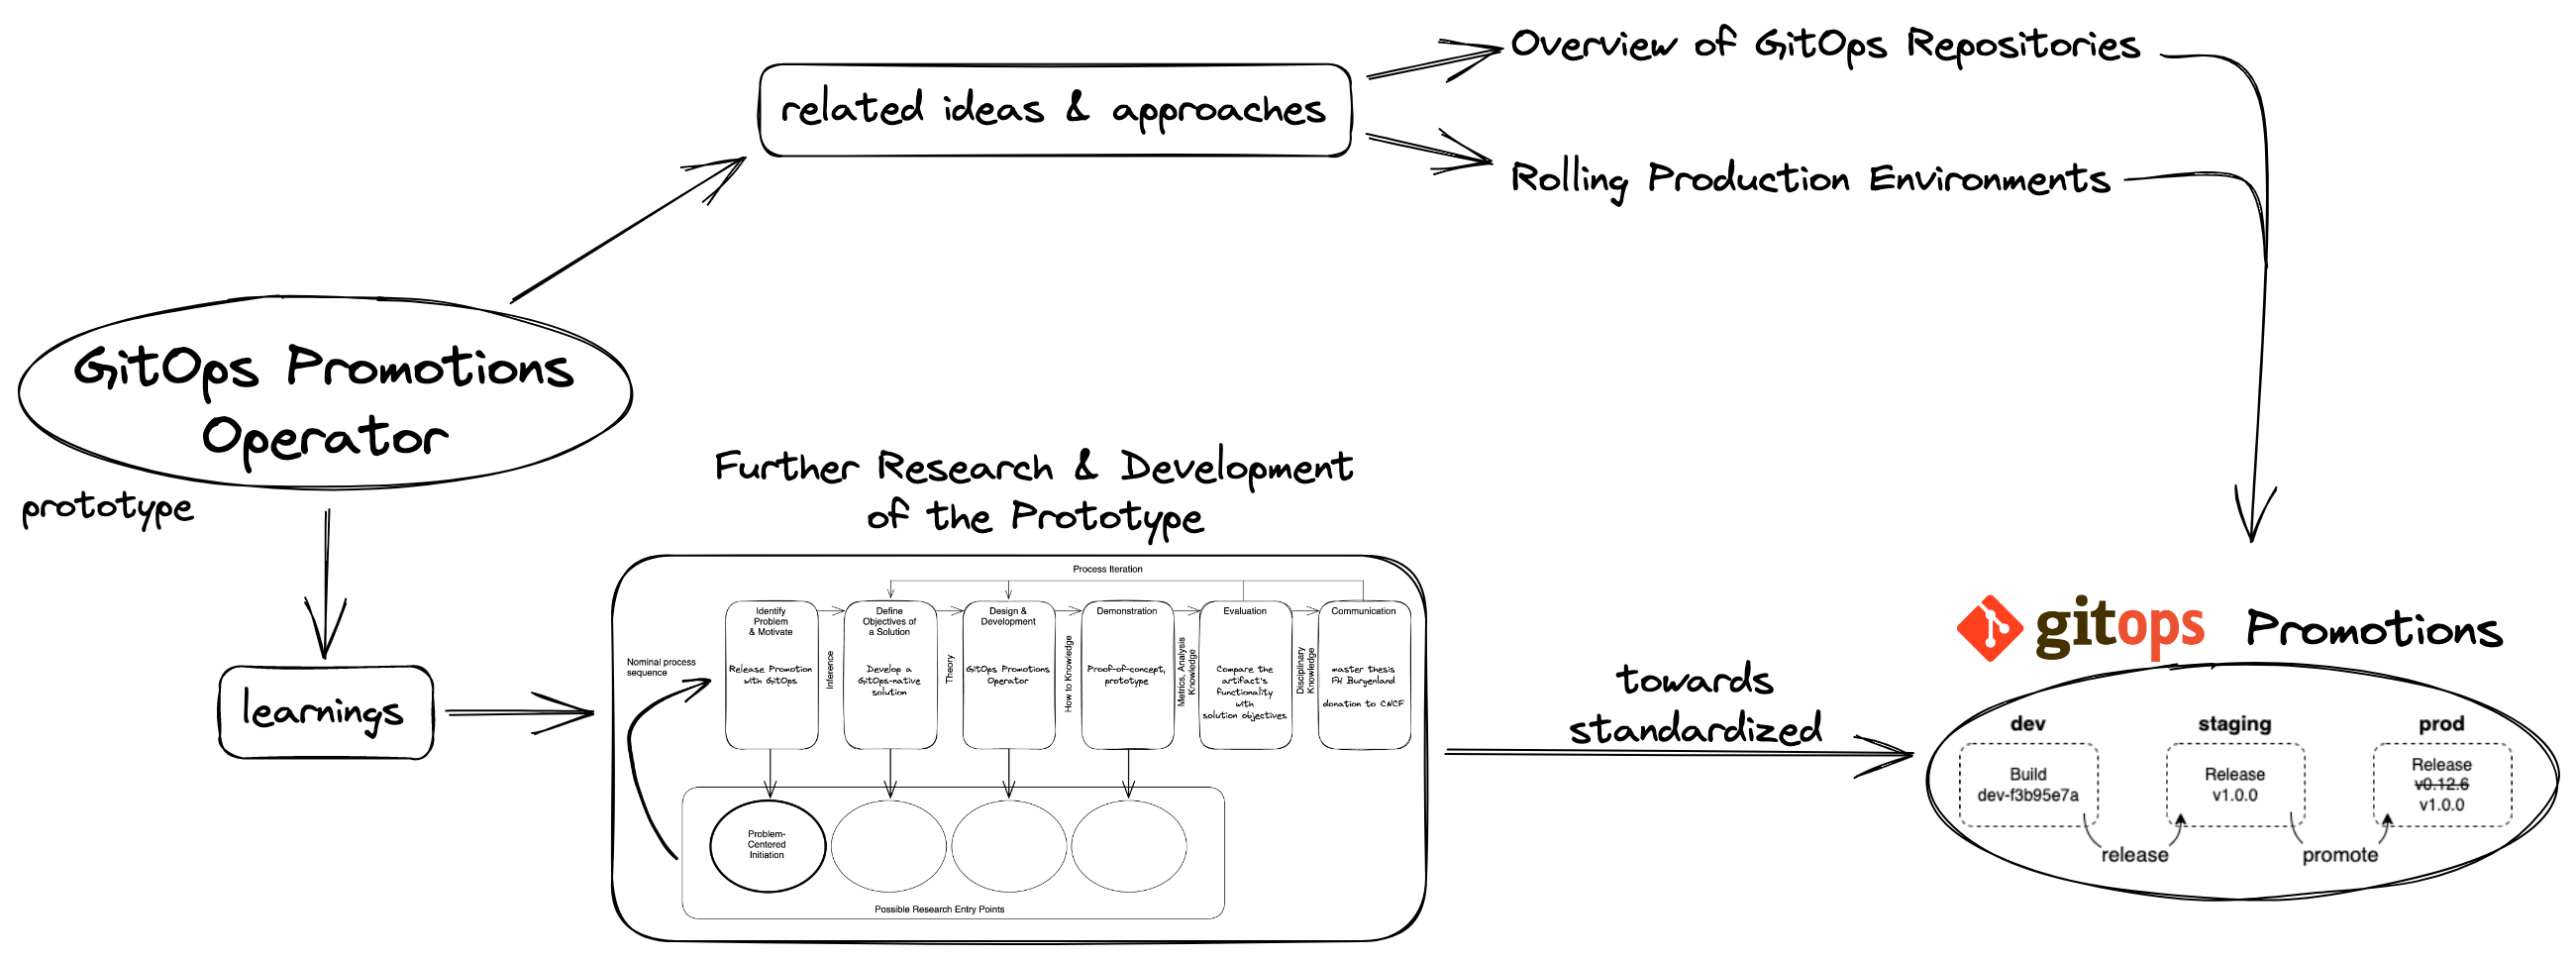 Overview of GitOps Repositories
related ideas & approaches
Rolling Production Environments
GitOps Promotions
Operator
prototype
learnings
Further Research & Development
of the Prototype
Process Iteration
Nominal process
sequence
Identify
Problem
& Motivate
Release Promotion
with GitOps
Inference
Define
Objectives of
a Solution
Develop a
GitOps-native
solution
Theory
Design &
Development
GitOps Promotions
Operator
How to Knowledge
Demonstration
Proof-of-concept,
prototype
Metrics, Analysis
Knowledge
Evaluation
Compare the
artifact's
functionality
with
solution objectives
Disciplinary
Knowledge
Communication
master thesis
FH Burgenland
donation to CNCF
Problem-
Centered
Initiation
Possible Research Entry Points
towards
standardized
gitops Promotions
dev
Build
dev-f3b95e7a
release
staging
Release
v1.0.0
promote
prod
Release
v0.12.6
v1.0.0